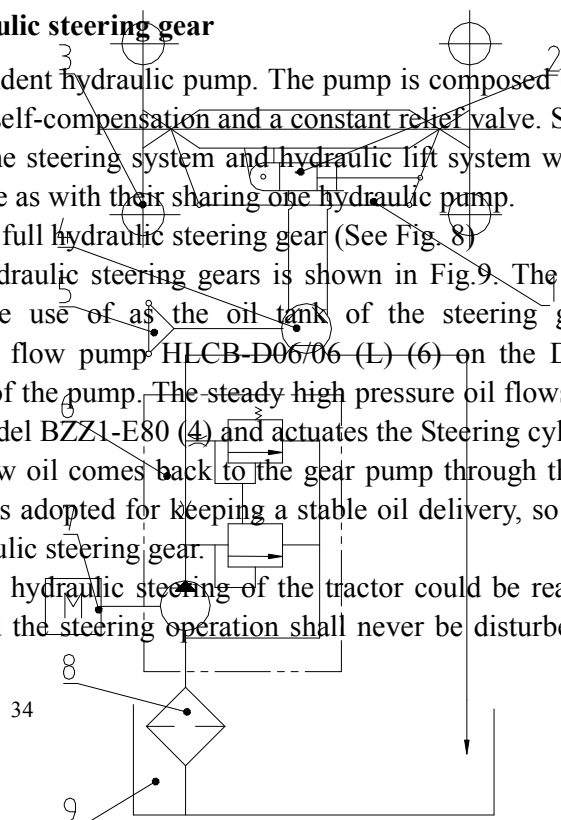 ulic steering gear
3
2
dent hydraulic pump. The pump is composed
self-compensation and a constant relief valve. S
ne steering system and hydraulic lift system w
e as with their sharing one hydraulic pump.
4
full hydraulic steering gear (See Fig. 8)
draulic steering gears is shown in Fig.9. The
5
1
e use of as the oil tank of the steering g
flow pump HLCB-D06/06 (L) (6) on the D
of the pump. The steady high pressure oil flows
6
del BZZ1-E80 (4) and actuates the Steering cyl
w oil comes back to the gear pump through th
7
s adopted for keeping a stable oil delivery, so
ulic steering gear.
M
hydraulic steering of the tractor could be rea
the steering operation shall never be disturbe
8
34
9